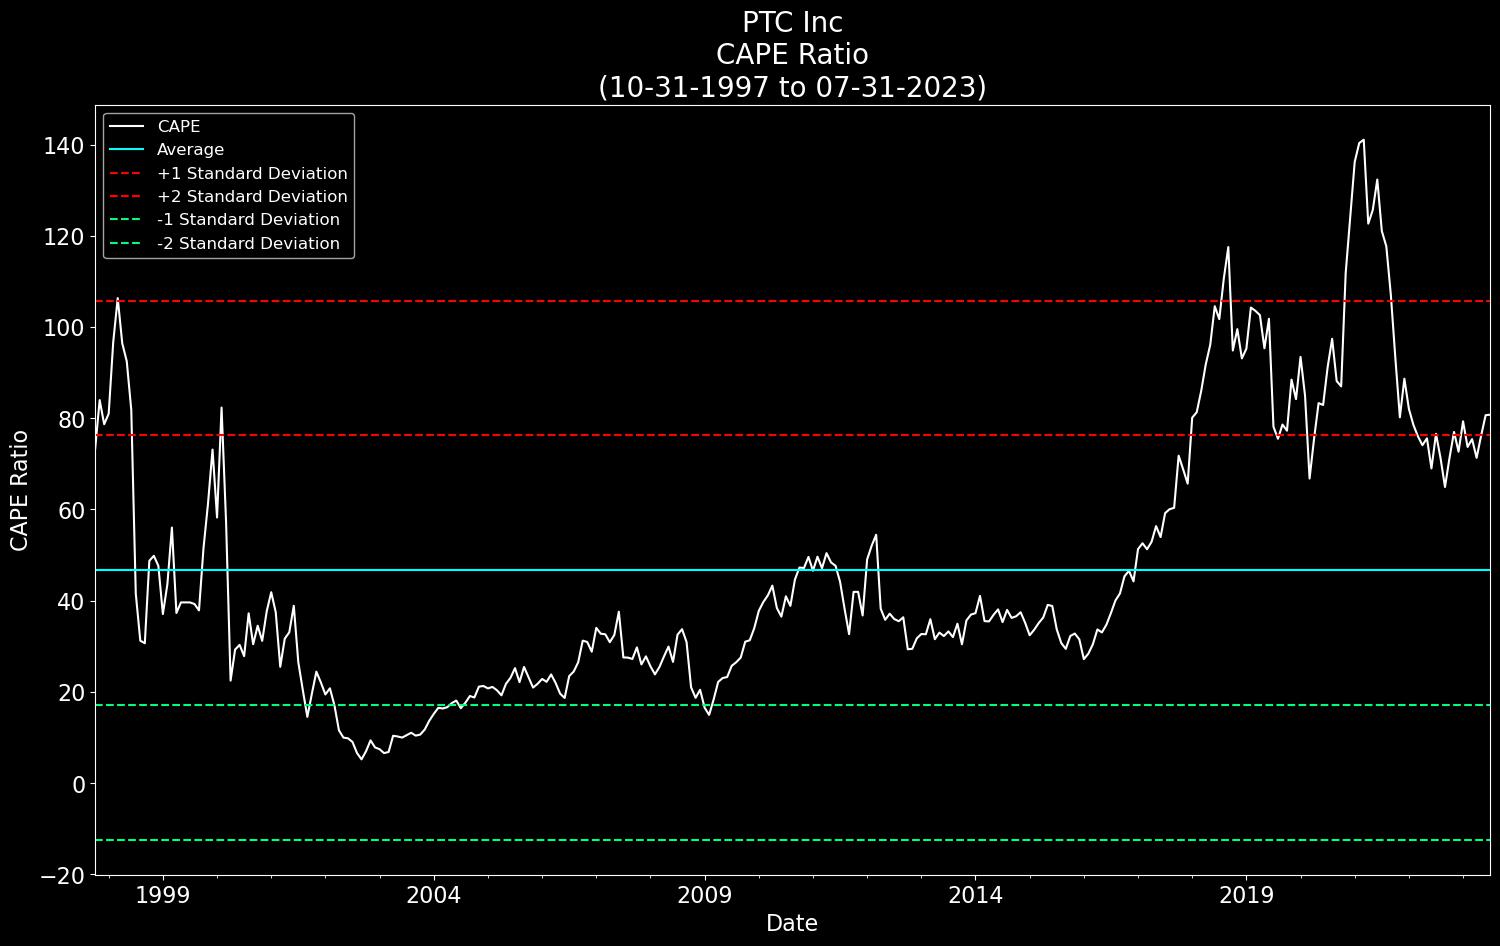 PTC Inc
CAPE Ratio
(10-31-1997 to 07-31-2023)
CAPE
Average
+1 Standard Deviation
+2 Standard Deviation
-1 Standard Deviation
-2 Standard Deviation
CAPE Ratio
140
120
100
80
60
40
20
0
−20
1999
2004
2009
2014
2019
Date